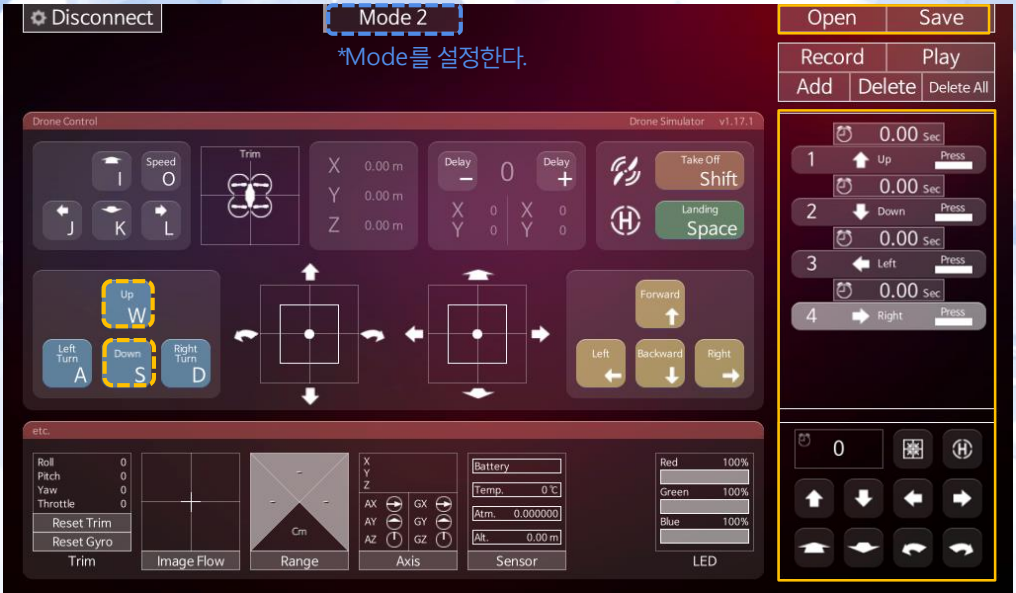 Disconnect
Mode 2
Open Save
*Mode를 설정한다.
Record Play
Add Delete Delete All
Drone Control
Drone Simulator v1.17.1
I
Speed
O
J K L
Trim
X 0.00 m
Y 0.00 m
Z 0.00 m
Delay
−
0
Delay
+
X 0 X 0
Y 0 Y 0
Take Off
Shift
H
Landing
Space
Up
W
Left
Turn
A
Down
S
Right
Turn
D
Forward
Left
Backward
Right
0.00 Sec
1 Up Press
0.00 Sec
2 Down Press
0.00 Sec
3 Left Press
0.00 Sec
4 Right Press
0
H
etc.
Roll 0
Pitch 0
Yaw 0
Throttle 0
Reset Trim
Reset Gyro
Trim
Image Flow
-
- -
Cm
Range
X
Y
Z
AX GX
AY GY
AZ GZ
Axis
Battery
Temp. 0 ℃
Atm. 0.000000
Alt. 0.00 m
Sensor
Red 100%
Green 100%
Blue 100%
LED